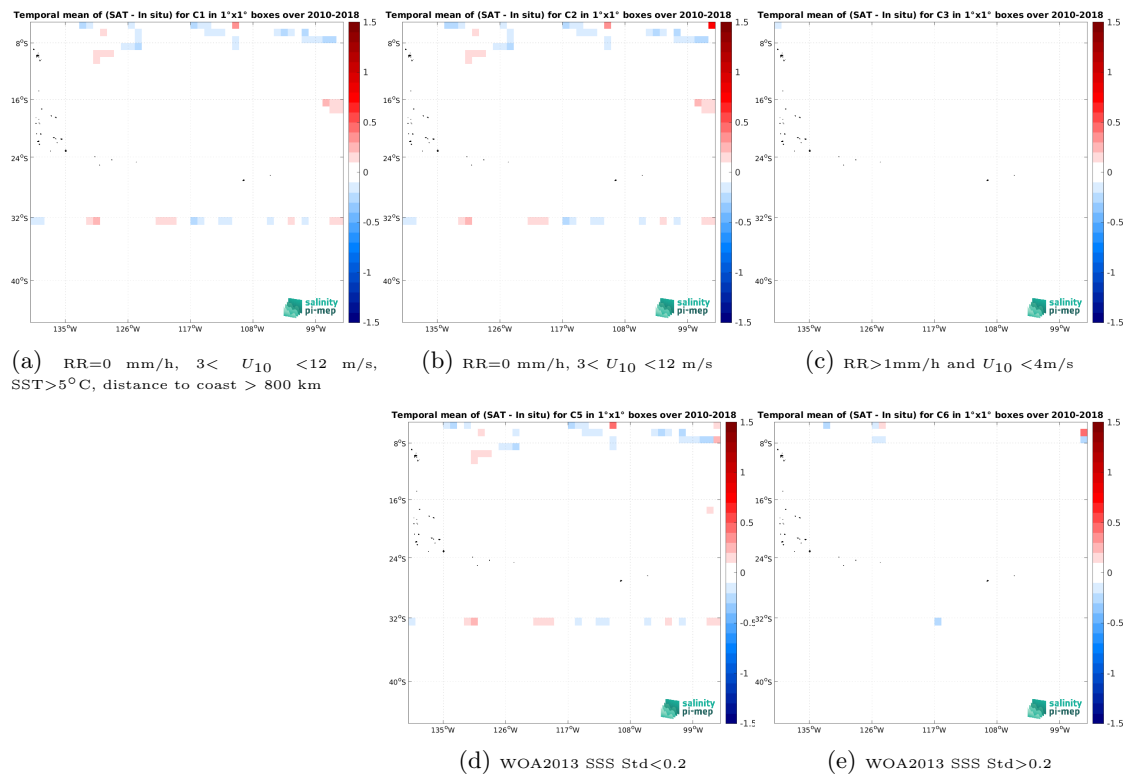 Temporal mean of (SAT - In situ) for C1 in 1°x1° boxes over 2010-2018
8°S
16°S
24°S
32°S
40°S
135°W 126°W 117°W 108°W 99°W
1.5
1
0.5
0
-0.5
-1
-1.5
salinity
pi-mep
(a) RR=0 mm/h, 3< U10 <12 m/s,
SST>5°C, distance to coast > 800 km
Temporal mean of (SAT - In situ) for C2 in 1°x1° boxes over 2010-2018
8°S
16°S
24°S
32°S
40°S
135°W 126°W 117°W 108°W 99°W
1.5
1
0.5
0
-0.5
-1
-1.5
salinity
pi-mep
(b) RR=0 mm/h, 3< U10 <12 m/s
Temporal mean of (SAT - In situ) for C3 in 1°x1° boxes over 2010-2018
8°S
16°S
24°S
32°S
40°S
135°W 126°W 117°W 108°W 99°W
1.5
1
0.5
0
-0.5
-1
-1.5
salinity
pi-mep
(c) RR>1mm/h and U10 <4m/s
Temporal mean of (SAT - In situ) for C5 in 1°x1° boxes over 2010-2018
8°S
16°S
24°S
32°S
40°S
135°W 126°W 117°W 108°W 99°W
1.5
1
0.5
0
-0.5
-1
-1.5
salinity
pi-mep
(d) WOA2013 SSS Std<0.2
Temporal mean of (SAT - In situ) for C6 in 1°x1° boxes over 2010-2018
8°S
16°S
24°S
32°S
40°S
135°W 126°W 117°W 108°W 99°W
1.5
1
0.5
0
-0.5
-1
-1.5
salinity
pi-mep
(e) WOA2013 SSS Std>0.2